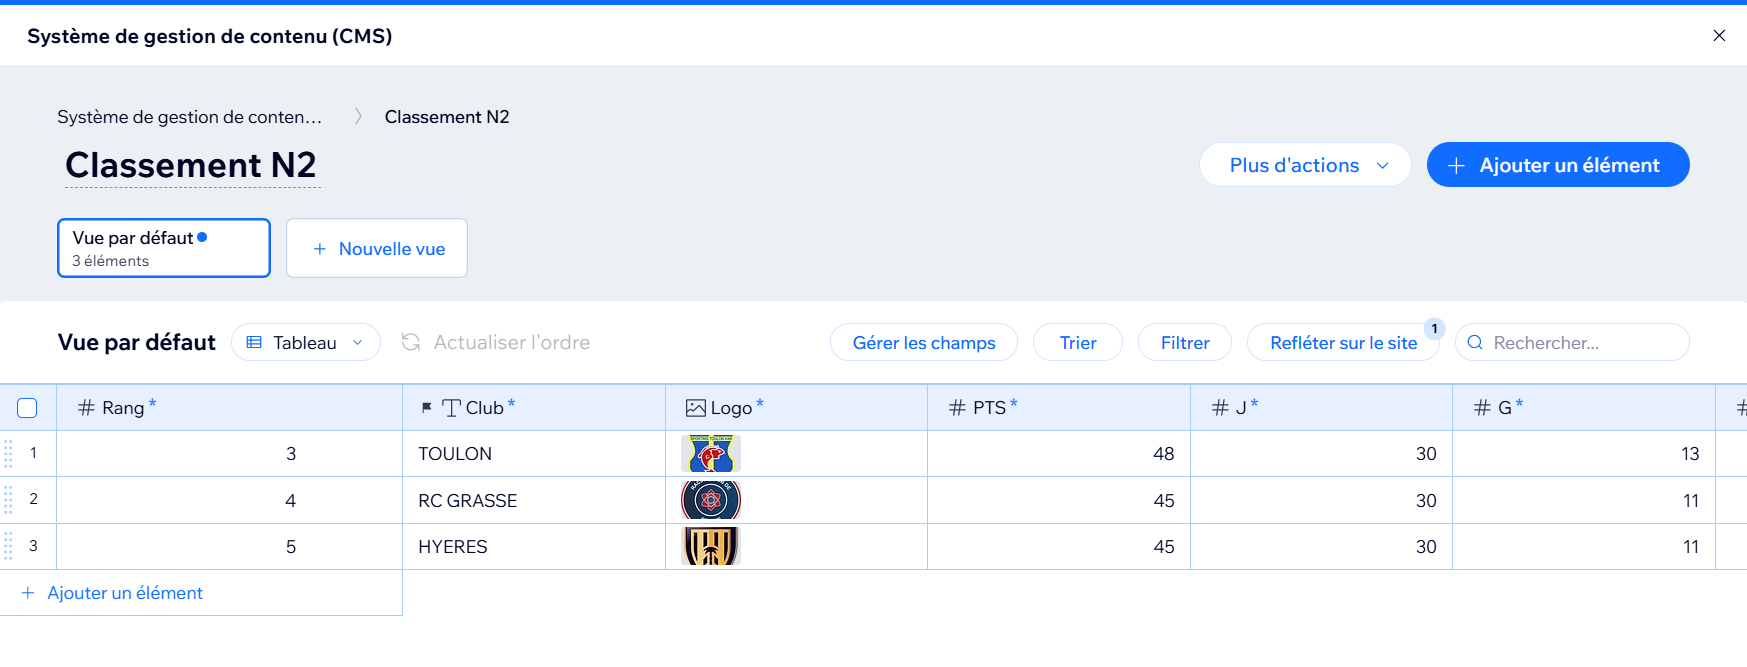 Système de gestion de contenu (CMS)
Système de gestion de conten... Classement N2
Classement N2
Plus d'actions
+ Ajouter un élément
Vue par défaut
3 éléments
+ Nouvelle vue
Vue par défaut Tableau Actualiser l'ordre Gérer les champs Trier Filtrer Refléter sur le site 1 Rechercher...
# Rang * Club * Logo * # PTS * # J * # G * #
1 3 TOULON SPORTING TOULON VAR 48 30 13
2 4 RC GRASSE 45 30 11
3 5 HYERES 45 30 11
+ Ajouter un élément